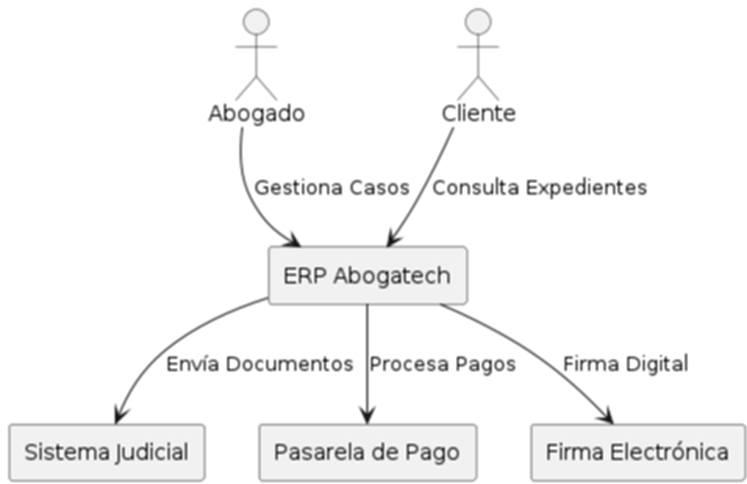 Abogado
Cliente
Gestiona Casos
Consulta Expedientes
ERP Abogatech
Envía Documentos
Procesa Pagos
Firma Digital
Sistema Judicial
Pasarela de Pago
Firma Electrónica